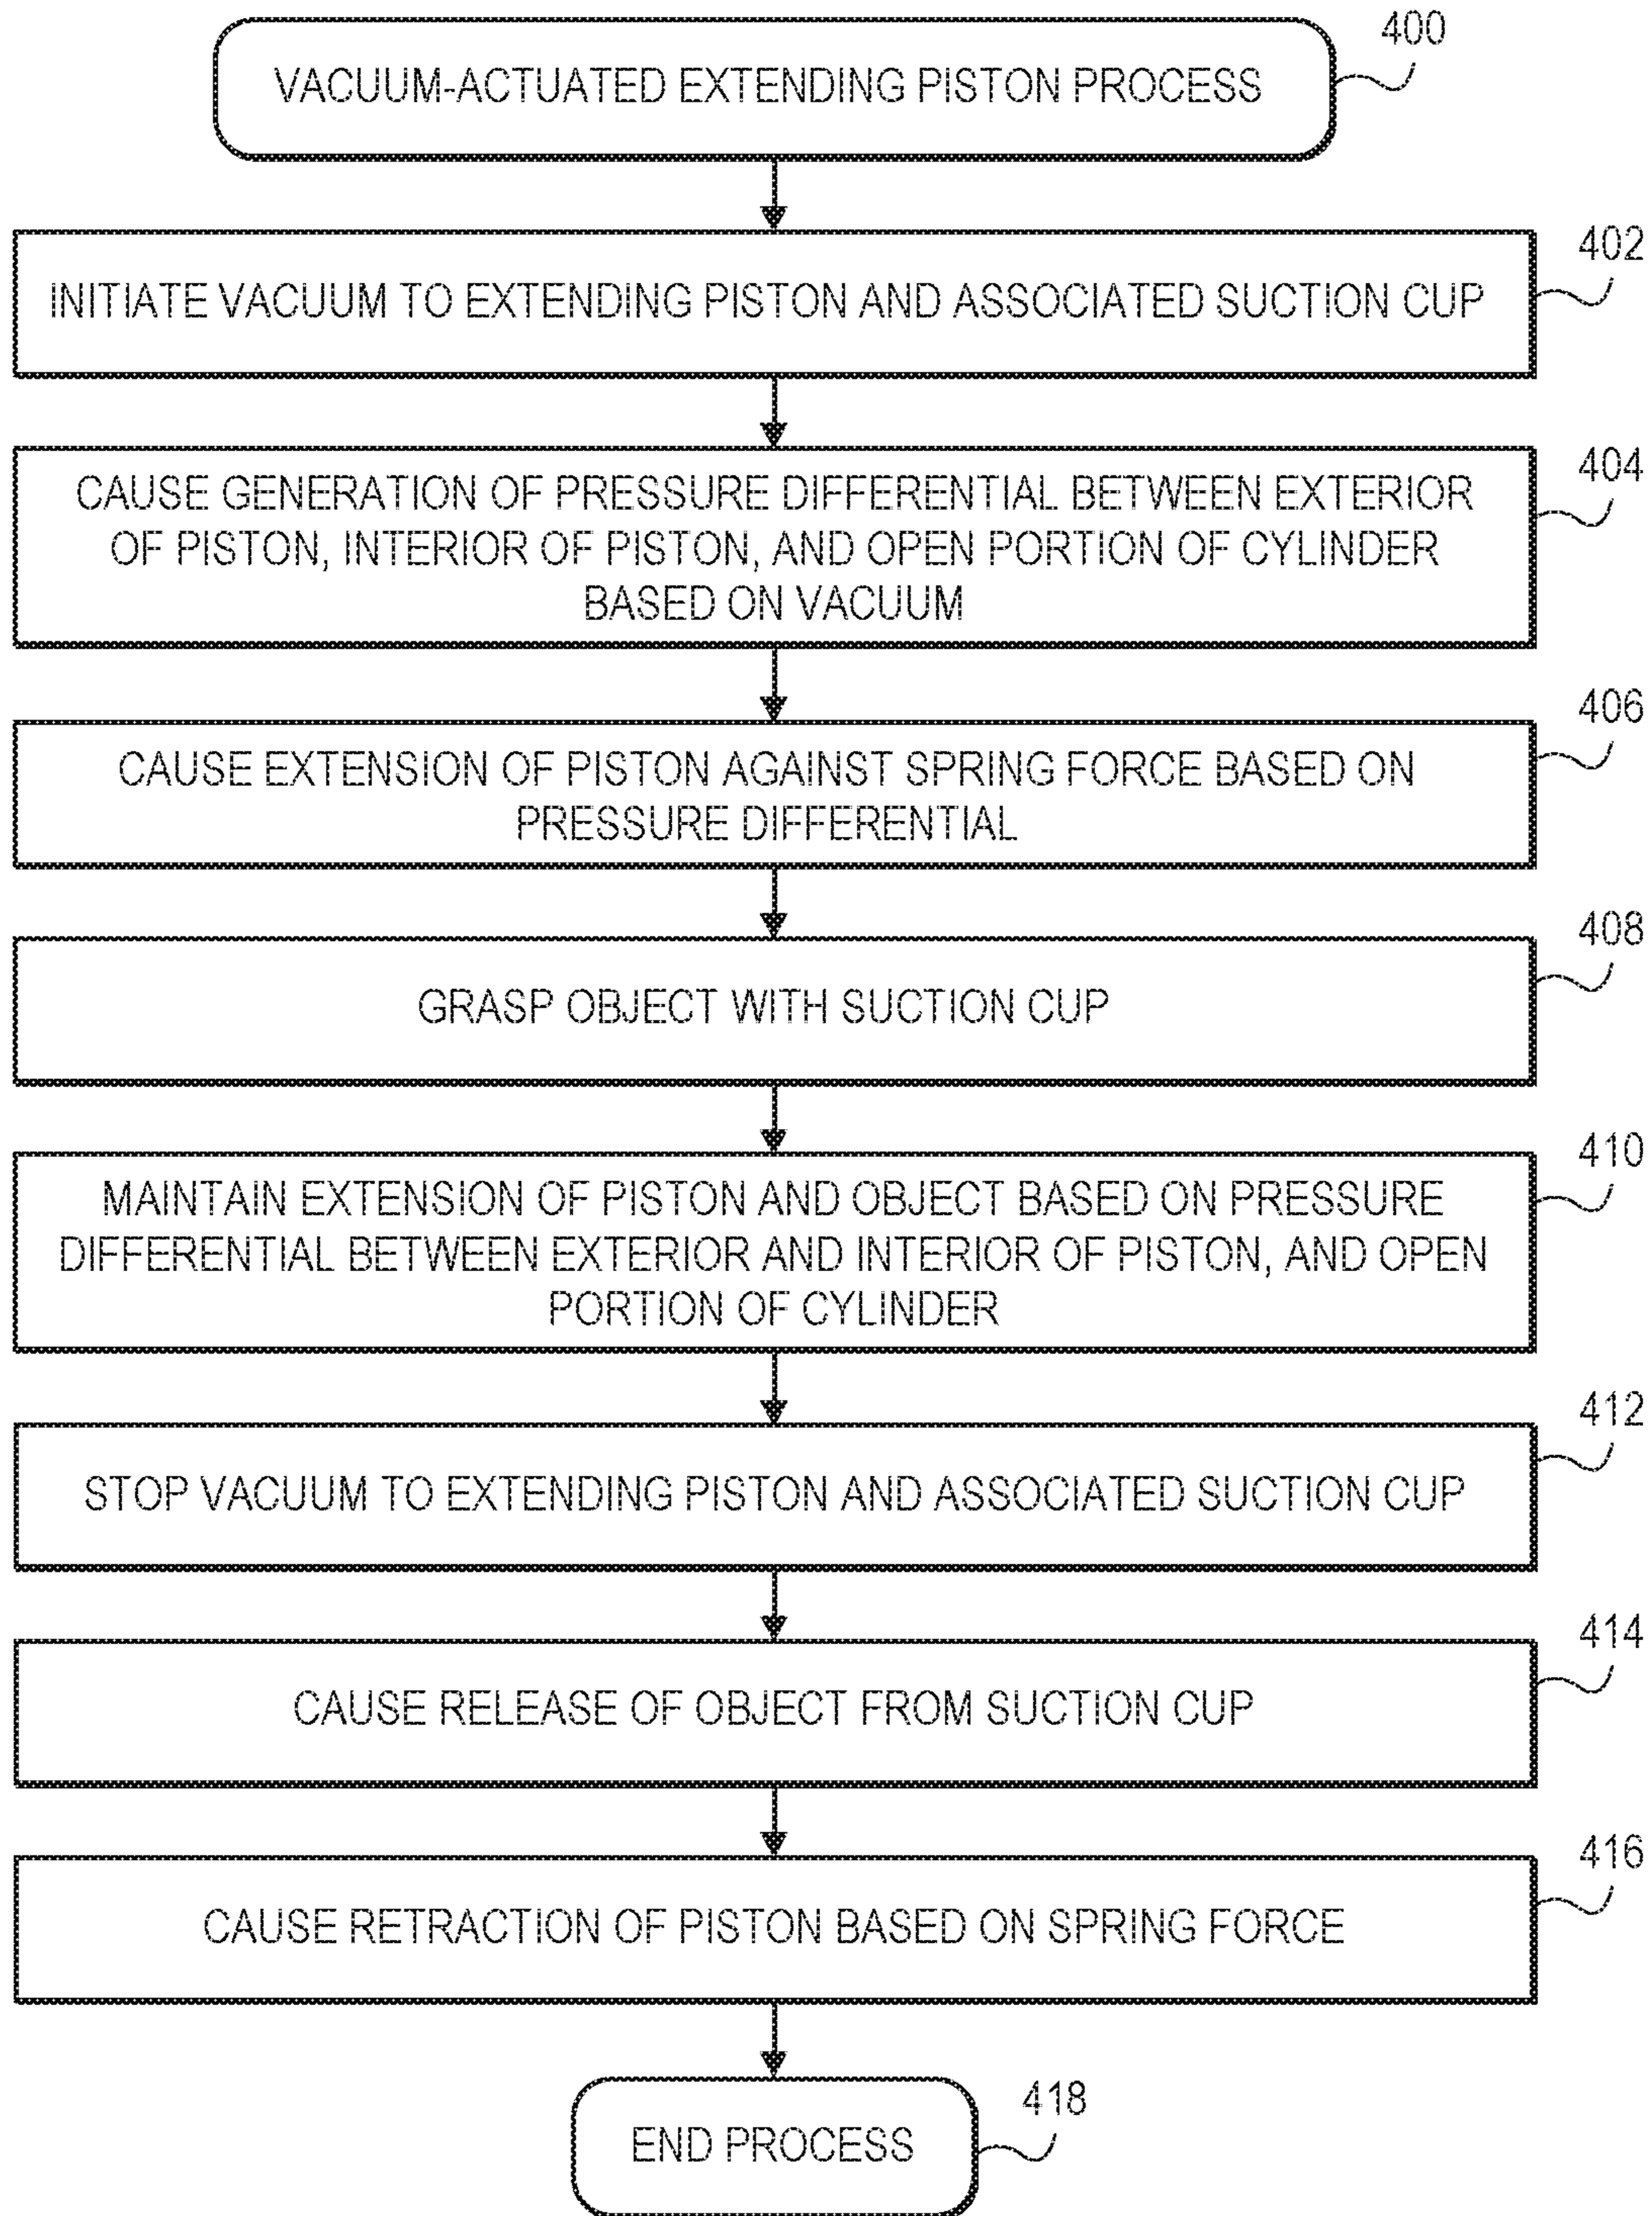 400
VACUUM-ACTUATED EXTENDING PISTON PROCESS
402
INITIATE VACUUM TO EXTENDING PISTON AND ASSOCIATED SUCTION CUP
404
CAUSE GENERATION OF PRESSURE DIFFERENTIAL BETWEEN EXTERIOR
OF PISTON, INTERIOR OF PISTON, AND OPEN PORTION OF CYLINDER
BASED ON VACUUM
406
CAUSE EXTENSION OF PISTON AGAINST SPRING FORCE BASED ON
PRESSURE DIFFERENTIAL
408
GRASP OBJECT WITH SUCTION CUP
410
MAINTAIN EXTENSION OF PISTON AND OBJECT BASED ON PRESSURE
DIFFERENTIAL BETWEEN EXTERIOR AND INTERIOR OF PISTON, AND OPEN
PORTION OF CYLINDER
412
STOP VACUUM TO EXTENDING PISTON AND ASSOCIATED SUCTION CUP
414
CAUSE RELEASE OF OBJECT FROM SUCTION CUP
416
CAUSE RETRACTION OF PISTON BASED ON SPRING FORCE
418
END PROCESS